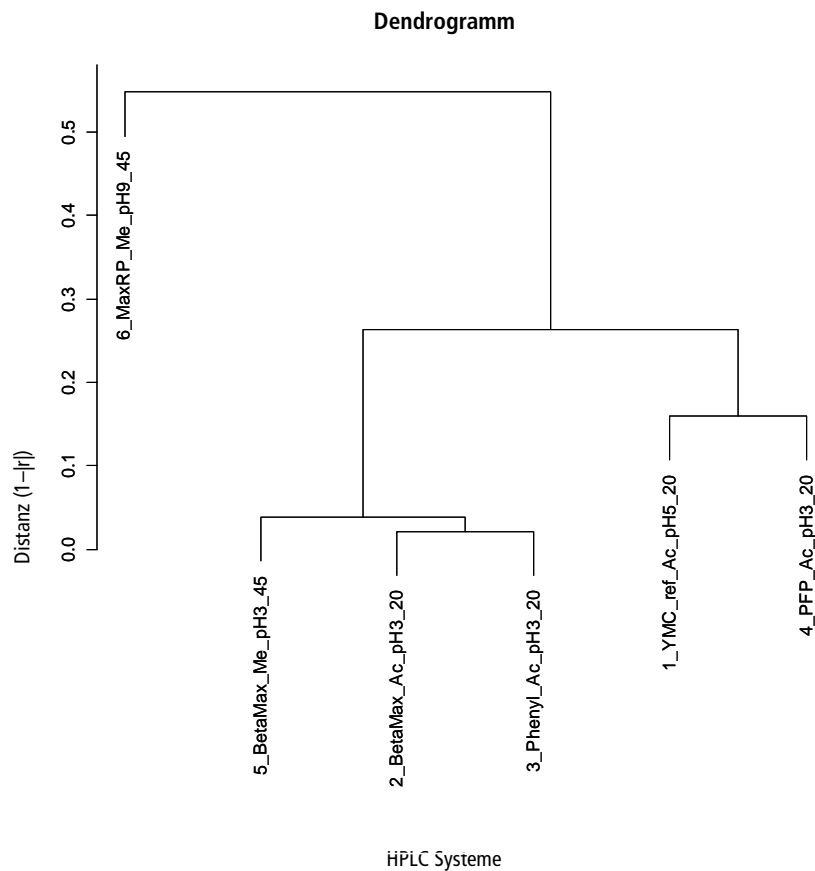 Dendrogramm
0.5
0.4
0.3
0.2
0.1
0.0
Distanz (1–|r|)
6_MaxRP_Me_pH9_45
5_BetaMax_Me_pH3_45
2_BetaMax_Ac_pH3_20
3_Phenyl_Ac_pH3_20
1_YMC_ref_Ac_pH5_20
4_PFP_Ac_pH3_20
HPLC Systeme